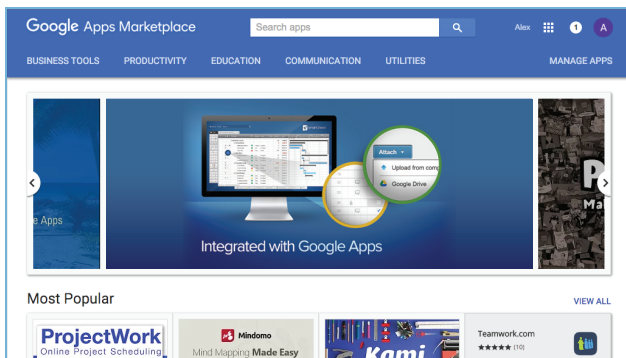 Google Apps Marketplace
Search apps
Alex
1
A
BUSINESS TOOLS
PRODUCTIVITY
EDUCATION
COMMUNICATION
UTILITIES
MANAGE APPS
Attach
Upload from comp
Google Drive
e Apps
P
Ma
Integrated with Google Apps
Most Popular
VIEW ALL
ProjectWork
Online Project Scheduling
Mindomo
Mind Mapping Made Easy
Kami
Teamwork.com
★★★★★ (10)